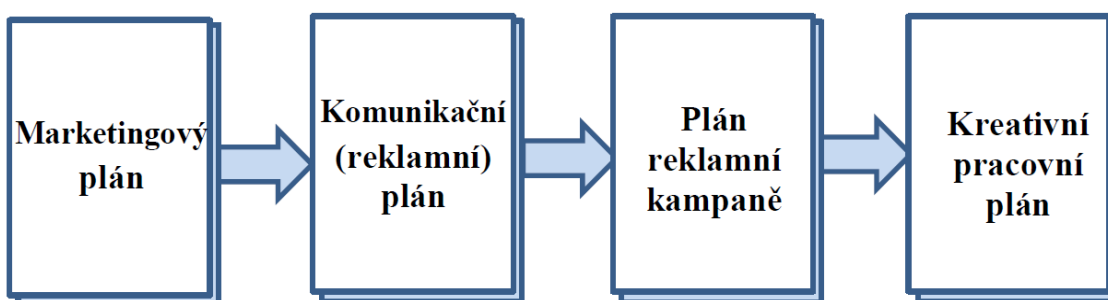 Marketingový
plán
Komunikační
(reklamní)
plán
Plán
reklamní
kampaně
Kreativní
pracovní
plán